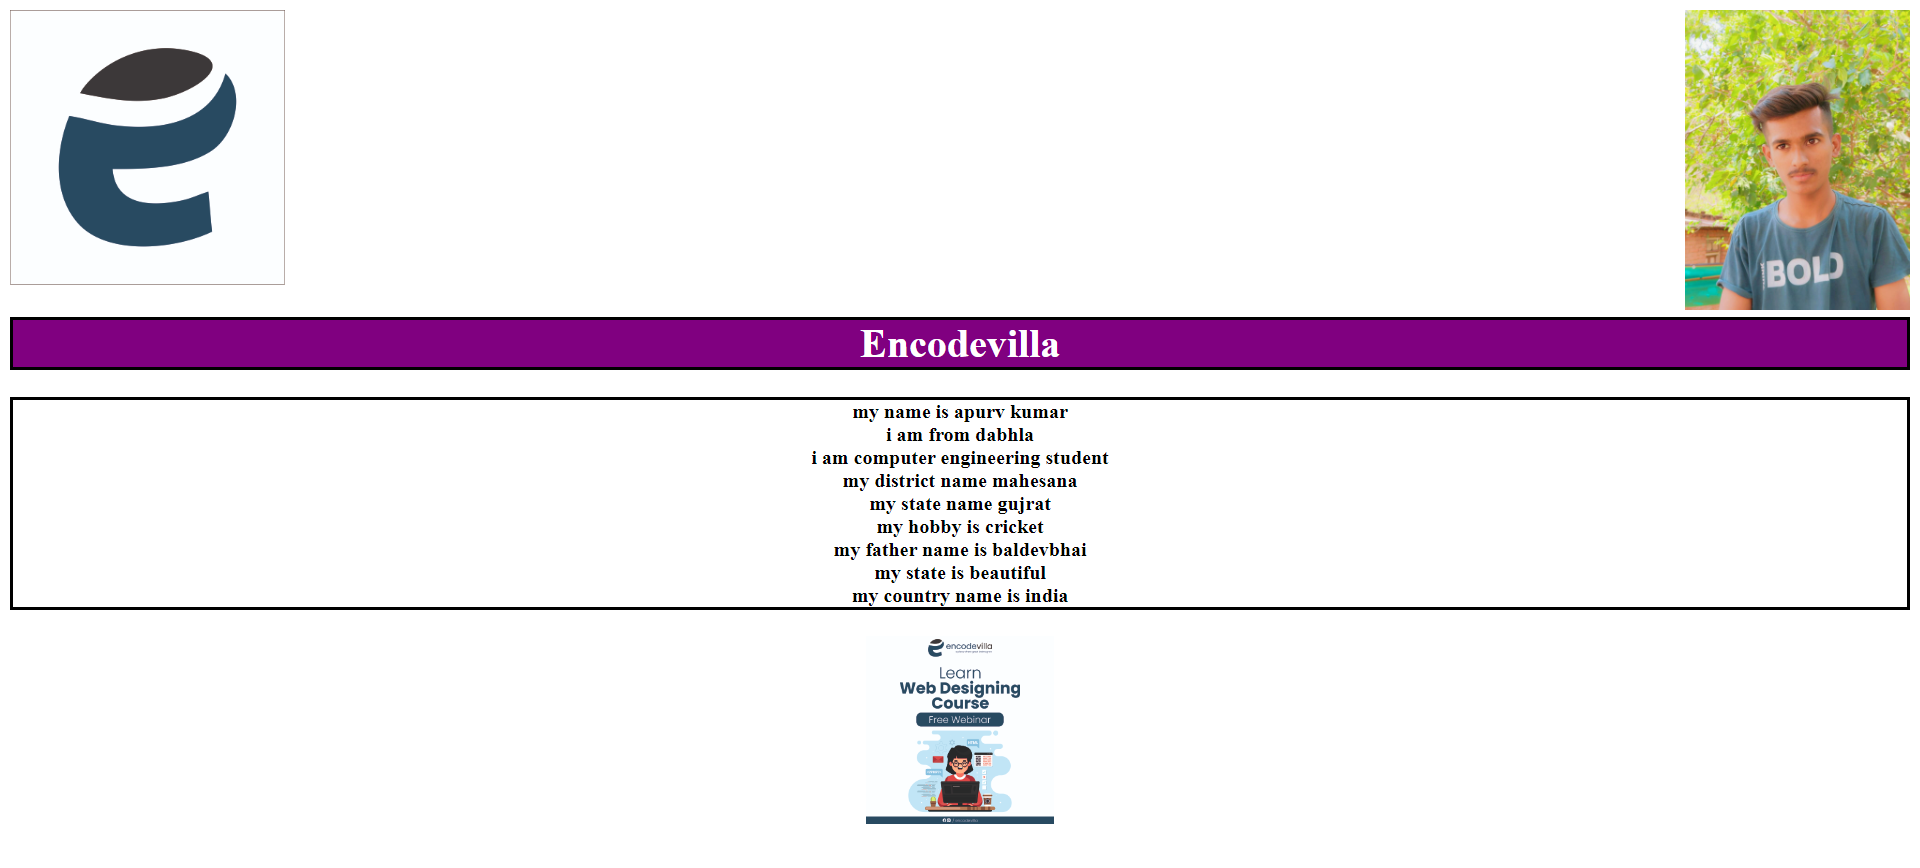 BOLD
Encodevilla
my name is apurv kumar
i am from dabhla
i am computer engineering student
my district name mahesana
my state name gujrat
my hobby is cricket
my father name is baldevbhai
my state is beautiful
my country name is india
encodevilla
Learn
Web Designing
Course
Free Webinar
/ encodevilla